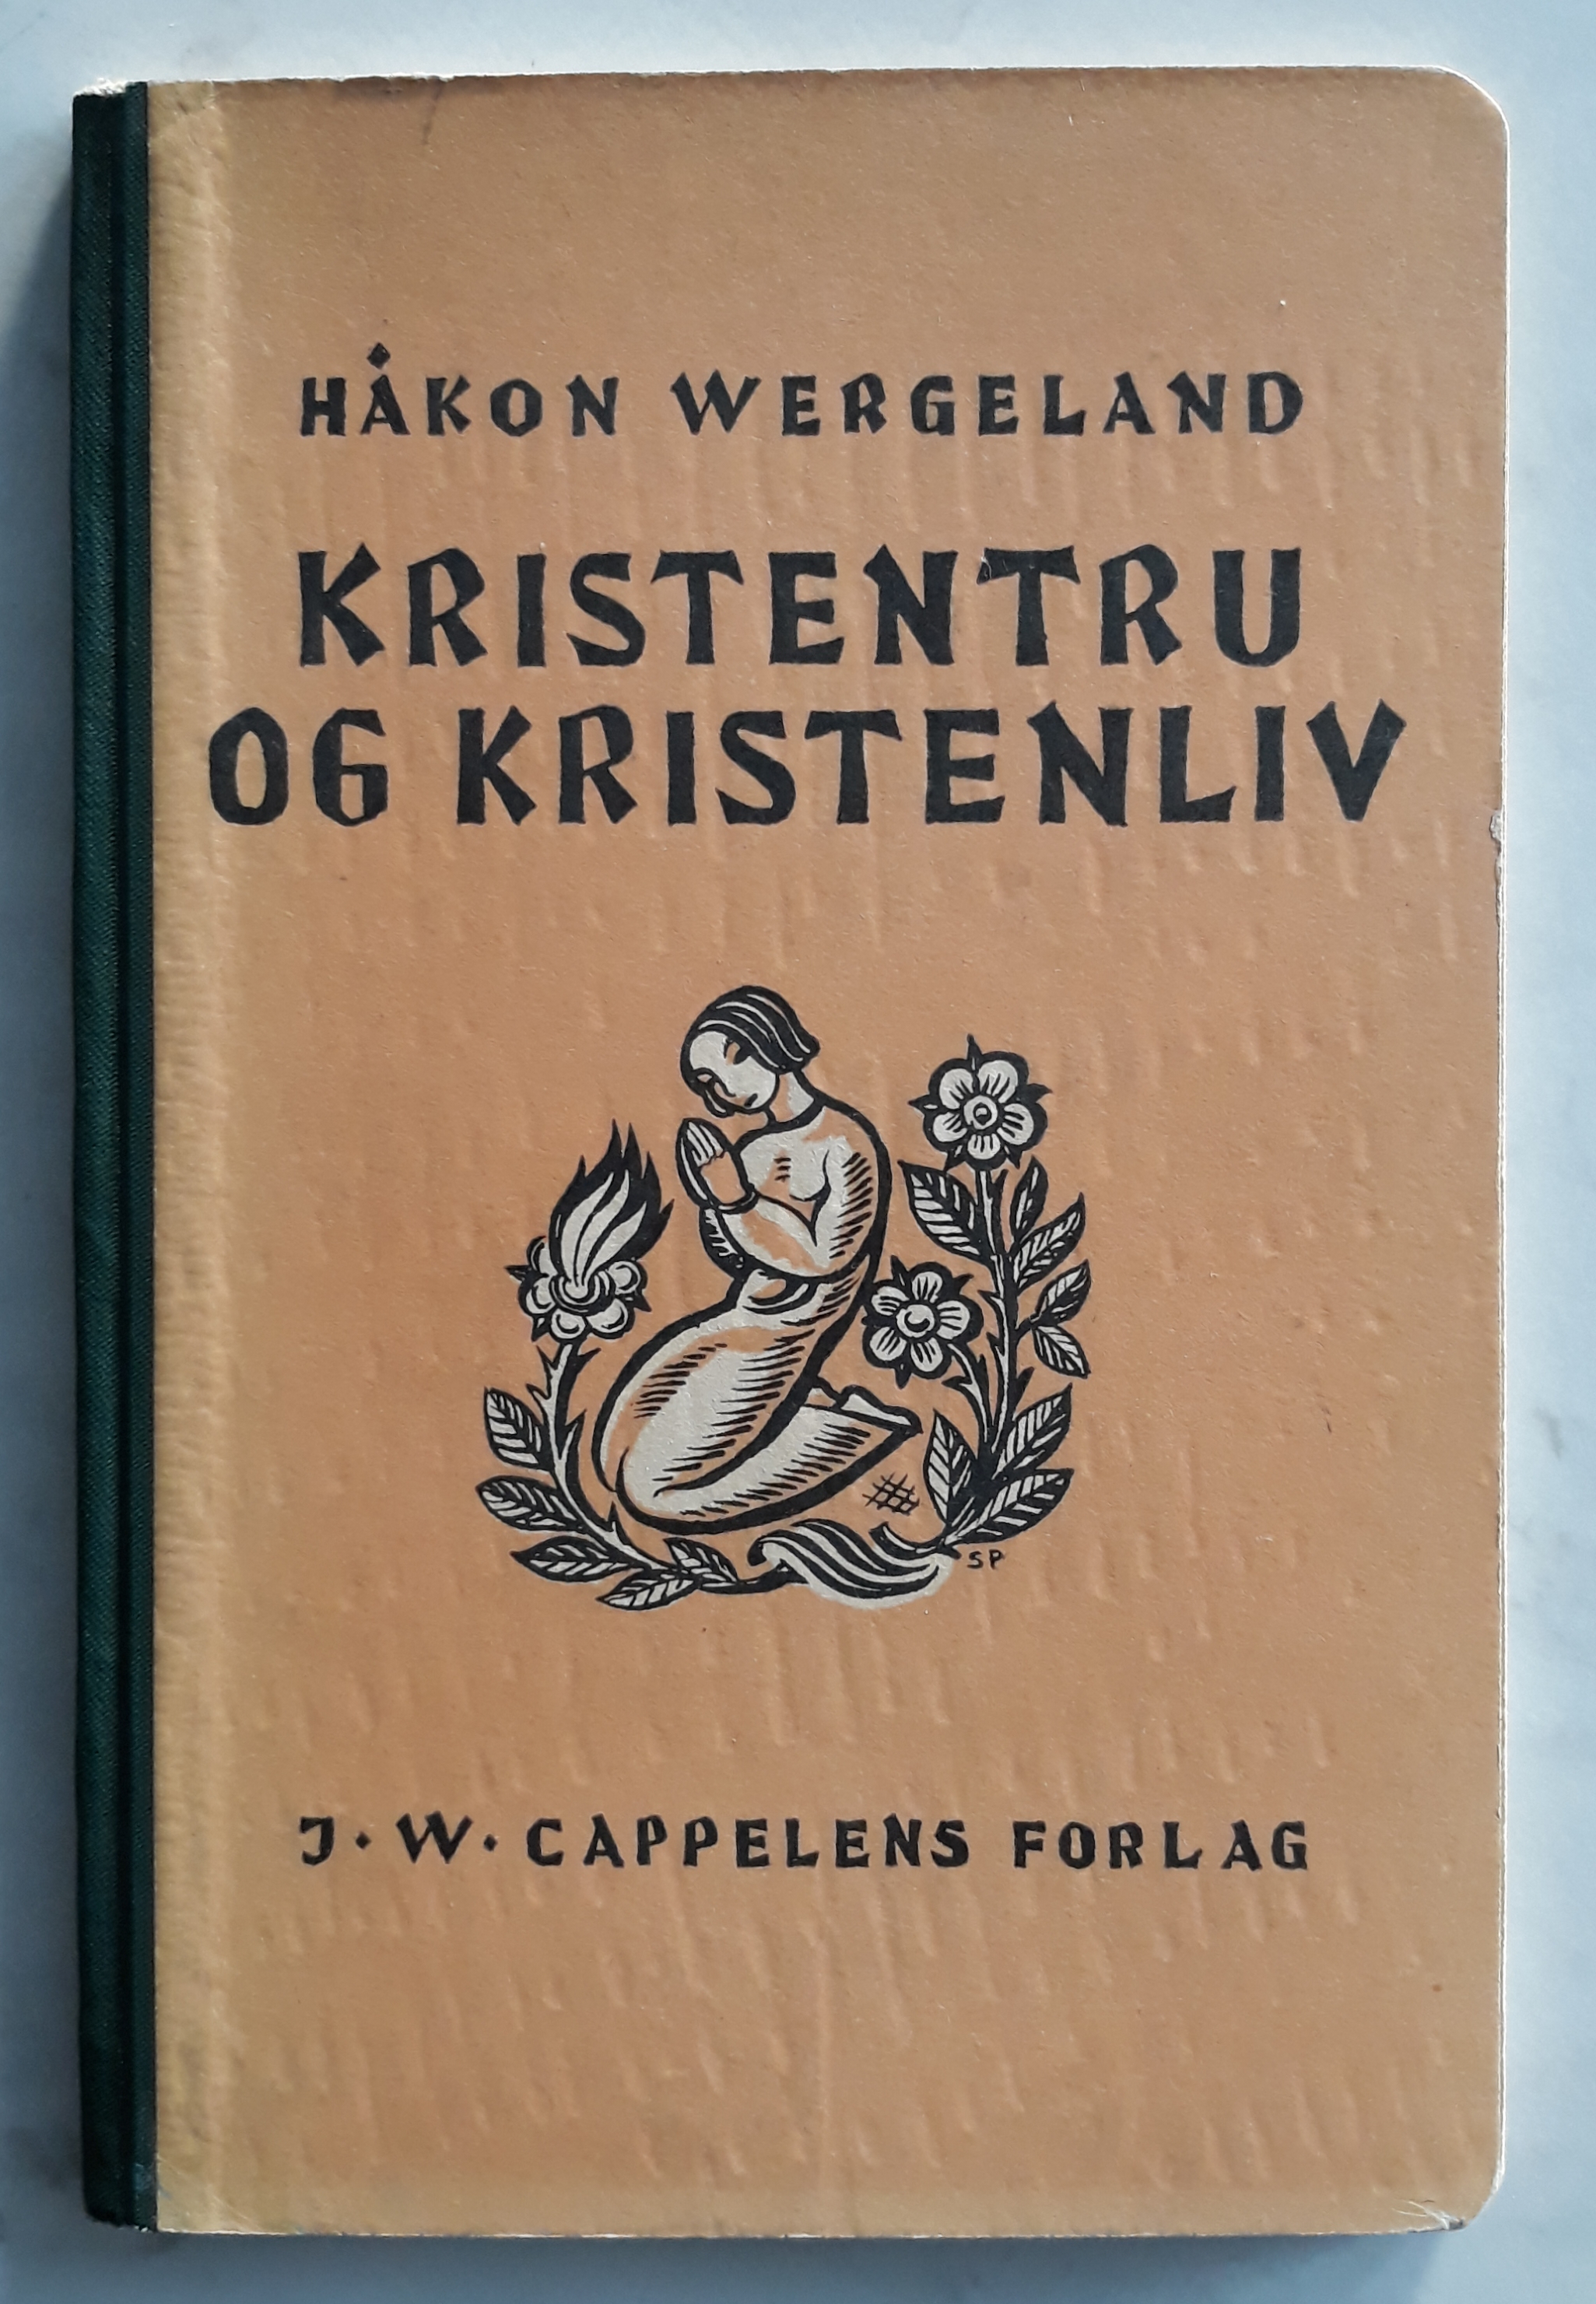 HÅKON WERGELAND
KRISTENTRU
OG KRISTENLIV
SP
J·W·CAPPELENS FORLAG